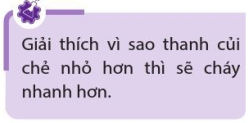 Giải thích vì sao thanh củi
chẻ nhỏ hơn thì sẽ cháy
nhanh hơn.